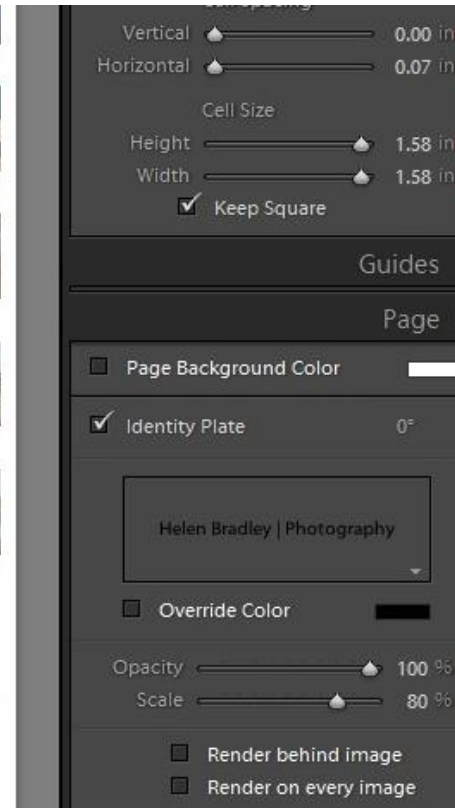 Vertical 0.00 in
Horizontal 0.07 in
Cell Size
Height 1.58 in
Width 1.58 in
Keep Square
Guides
Page
Page Background Color
Identity Plate 0°
Helen Bradley | Photography
Override Color
Opacity 100 %
Scale 80 %
Render behind image
Render on every image